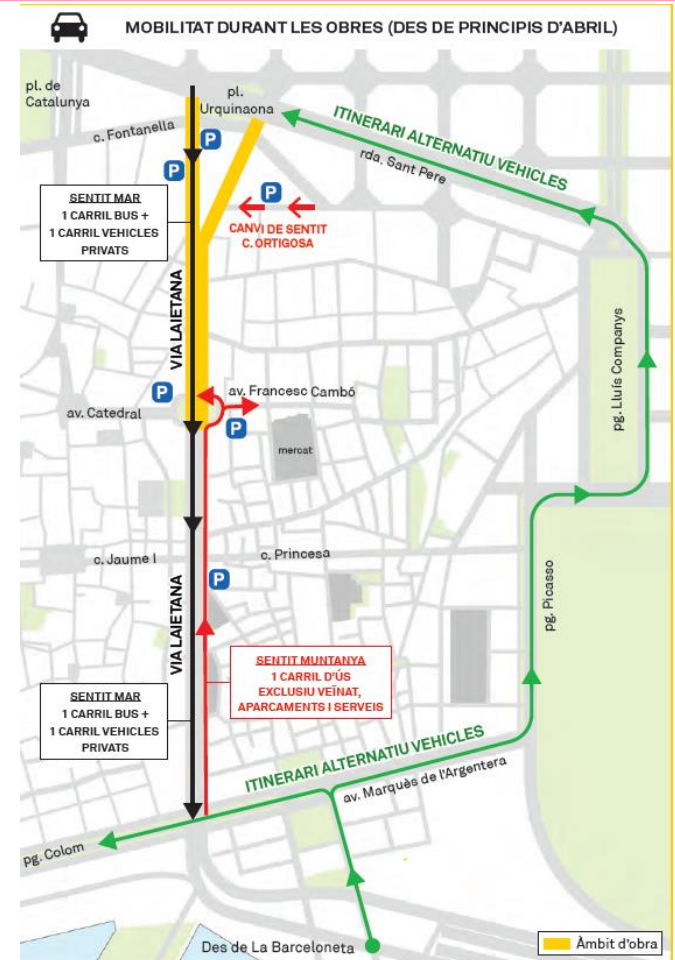 MOBILITAT DURANT LES OBRES (DES DE PRINCIPIS D'ABRIL)
pl. de
Catalunya
pl.
Urquinaona
c. Fontanella
P
P
ITINERARI ALTERNATIU VEHICLES
rda. Sant Pere
P
CANVI DE SENTIT
C. ORTIGOSA
SENTIT MAR
1 CARRIL BUS +
1 CARRIL VEHICLES
PRIVATS
VIA LAIETANA
pg. Lluís Companys
P
av. Francesc Cambó
av. Catedral
P
mercat
c. Jaume I
c. Princesa
P
pg. Picasso
VIA LAIETANA
SENTIT MUNTANYA
1 CARRIL D'ÚS
EXCLUSIU VEÏNAT,
APARCAMENTS I SERVEIS
SENTIT MAR
1 CARRIL BUS +
1 CARRIL VEHICLES
PRIVATS
ITINERARI ALTERNATIU VEHICLES
av. Marquès de l'Argentera
pg. Colom
Des de La Barceloneta
Àmbit d'obra